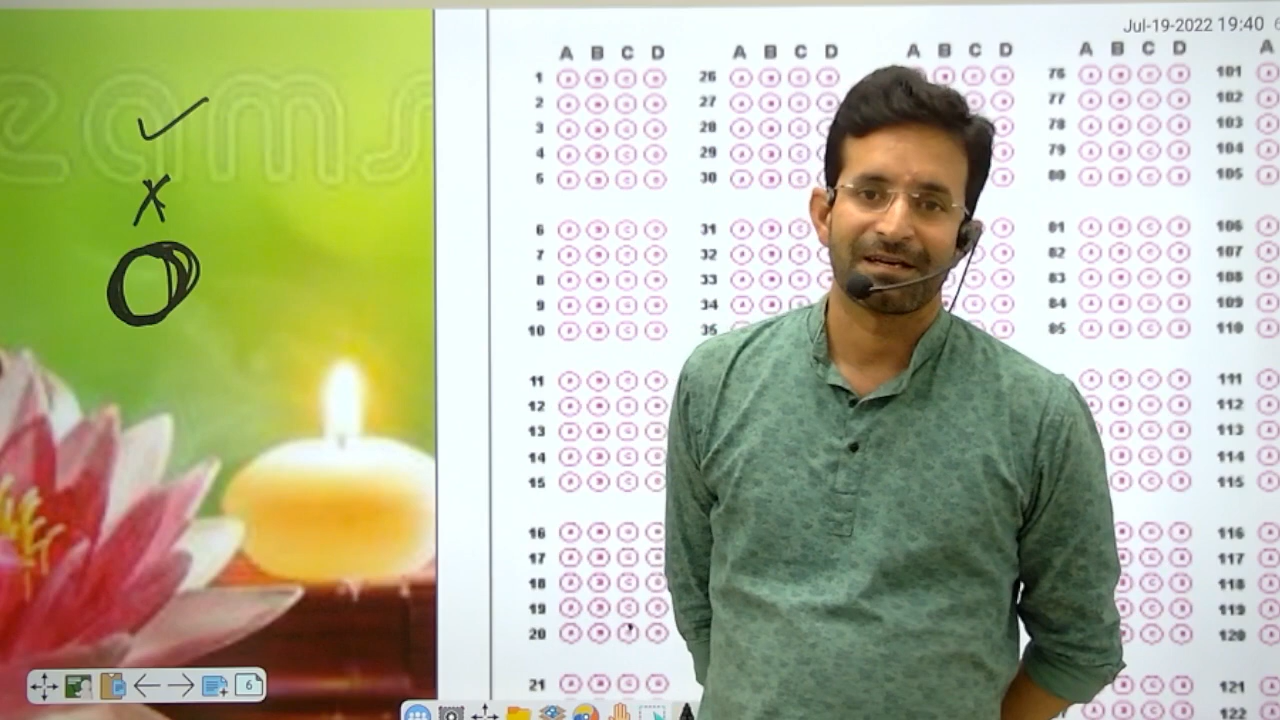 Jul-19-2022 19:40 6
eams
✓
X
O
A B C D A B C D A B C D A B C D A
1 26 76 101
2 27 77 102
3 28 78 103
4 29 79 104
5 30 80 105
6 31 81 106
7 32 82 107
8 33 83 108
9 34 84 109
10 35 85 110
11 111
12 112
13 113
14 114
15 115
16 116
17 117
18 118
19 119
20 120
21 121
122
6